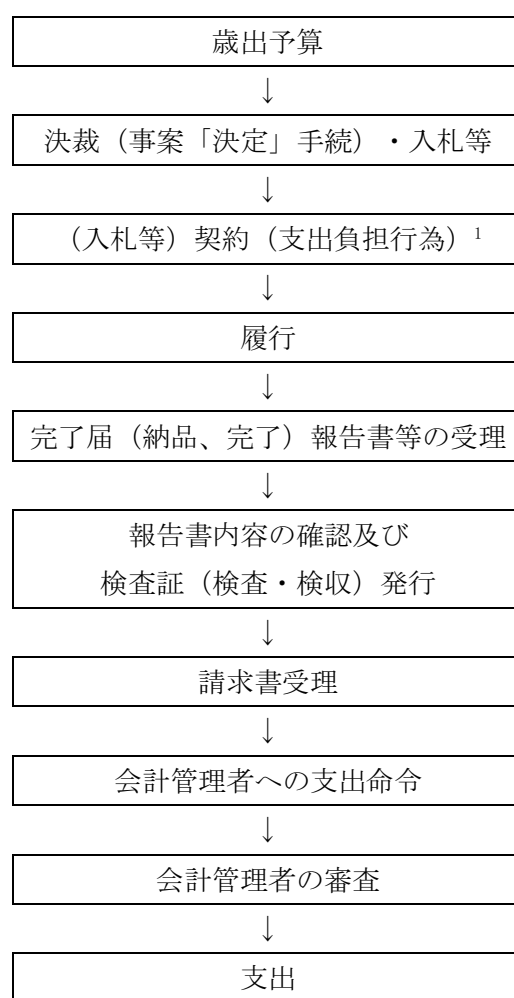 歳出予算
↓
決裁（事案「決定」手続）・入札等
↓
（入札等）契約（支出負担行為）1
↓
履行
↓
完了届（納品、完了）報告書等の受理
↓
報告書内容の確認及び
検査証（検査・検収）発行
↓
請求書受理
↓
会計管理者への支出命令
↓
会計管理者の審査
↓
支出